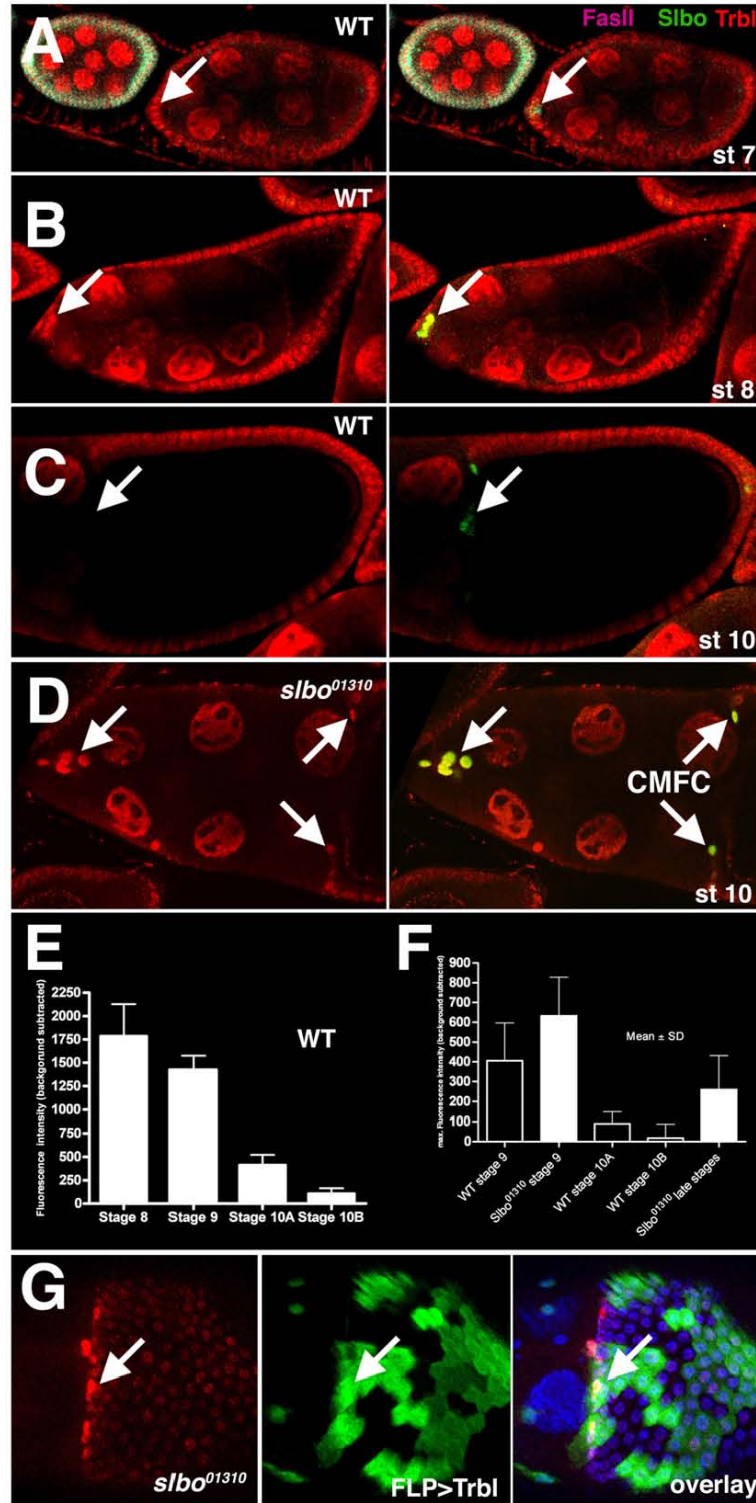 A
WT
FasII Slbo Trbl
st 7
B
WT
st 8
C
WT
st 10
D
slbo01310
CMFC
st 10
E
WT
Fluorescence intensity (backgorund subtracted)
2250
2000
1750
1500
1250
1000
750
500
250
0
Stage 8
Stage 9
Stage 10A
Stage 10B
F
Mean ± SD
max. Fluorescence intensity (background subtracted)
900
800
700
600
500
400
300
200
100
0
WT stage 9
Slbo01310 stage 9
WT stage 10A
WT stage 10B
Slbo01310 late stages
G
slbo01310
FLP>Trbl
overlay